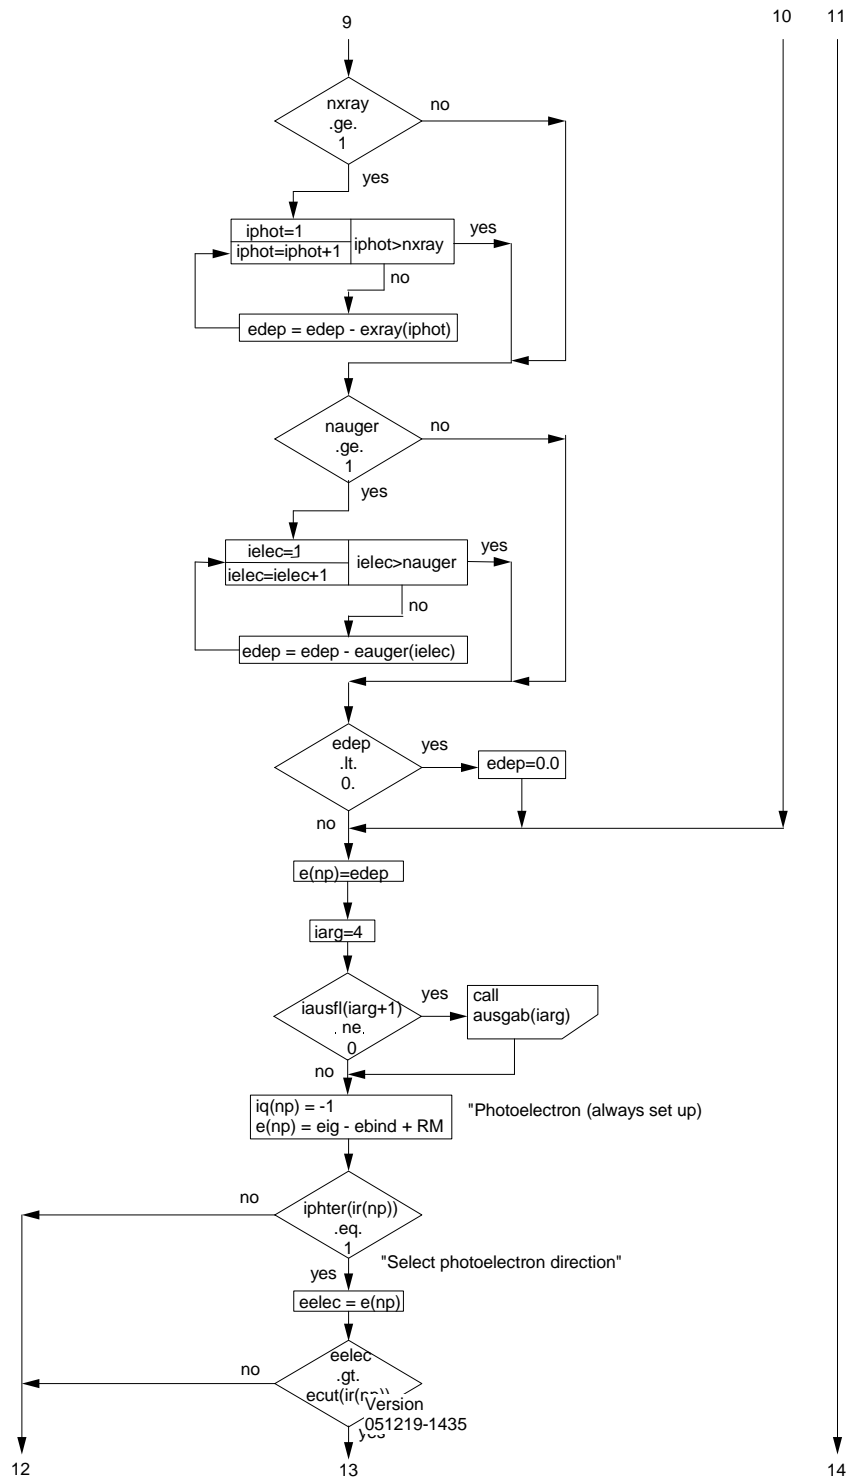 9
10
11
nxray
.ge.
1
no
yes
iphot=1
iphot=iphot+1
iphot>nxray
yes
no
edep = edep - exray(iphot)
nauger
.ge.
1
no
yes
ielec=1
ielec=ielec+1
ielec>nauger
yes
no
edep = edep - eauger(ielec)
edep
.lt.
0.
yes
edep=0.0
no
e(np)=edep
iarg=4
iausfl(iarg+1)
.ne.
0
yes
call
ausgab(iarg)
no
iq(np) = -1
e(np) = eig - ebind + RM
"Photoelectron (always set up)
iphter(ir(np))
.eq.
1
no
"Select photoelectron direction"
yes
eelec = e(np)
eelec
.gt.
ecut(ir(np))
no
Version
051219-1435
yes
12
13
14